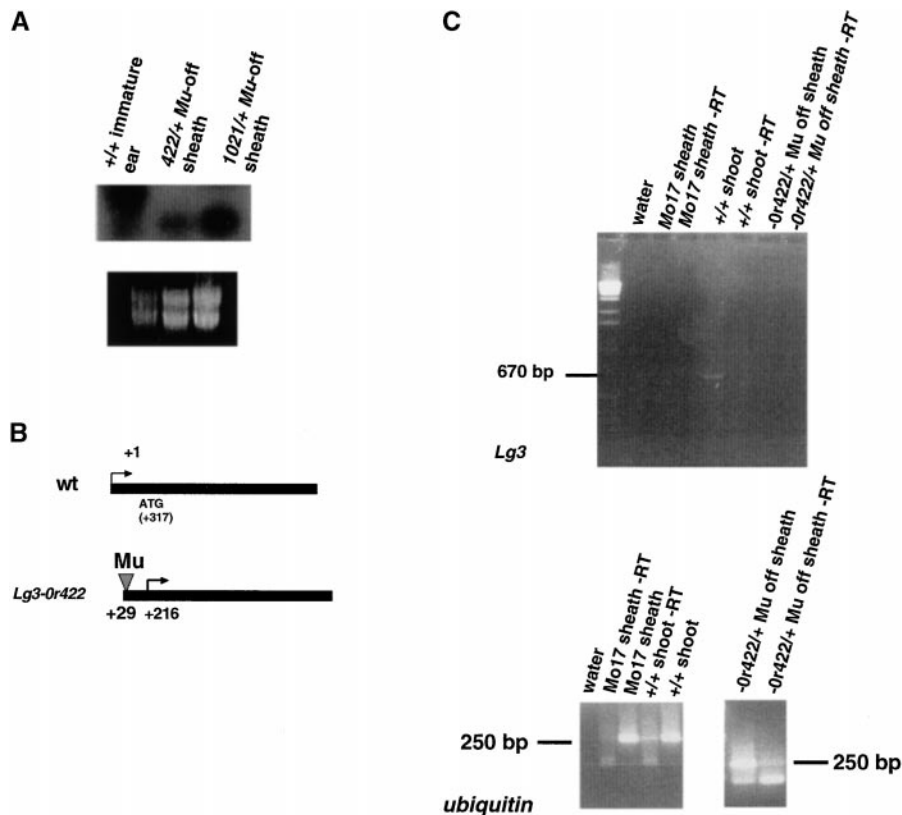 A
+/+ immature
ear
422/+ Mu-off
sheath
1021/+ Mu-off
sheath
B
+1
wt
ATG
(+317)
Mu
Lg3-0r422
+29
+216
C
water
Mo17 sheath
Mo17 sheath -RT
+/+ shoot
+/+ shoot -RT
-0r422/+ Mu off sheath
-0r422/+ Mu off sheath -RT
670 bp
Lg3
water
Mo17 sheath -RT
Mo17 sheath
+/+ shoot -RT
+/+ shoot
-0r422/+ Mu off sheath
-0r422/+ Mu off sheath -RT
250 bp
250 bp
ubiquitin